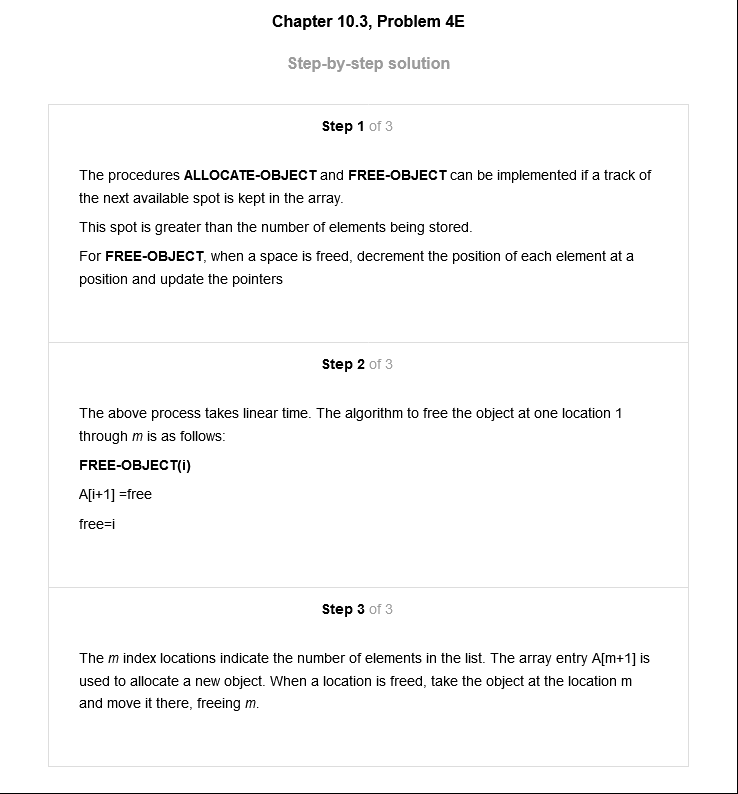 Chapter 10.3, Problem 4E
Step-by-step solution
Step 1 of 3
The procedures ALLOCATE-OBJECT and FREE-OBJECT can be implemented if a track of
the next available spot is kept in the array.
This spot is greater than the number of elements being stored.
For FREE-OBJECT, when a space is freed, decrement the position of each element at a
position and update the pointers
Step 2 of 3
The above process takes linear time. The algorithm to free the object at one location 1
through m is as follows:
FREE-OBJECT(i)
A[i+1] =free
free=i
Step 3 of 3
The m index locations indicate the number of elements in the list. The array entry A[m+1] is
used to allocate a new object. When a location is freed, take the object at the location m
and move it there, freeing m.